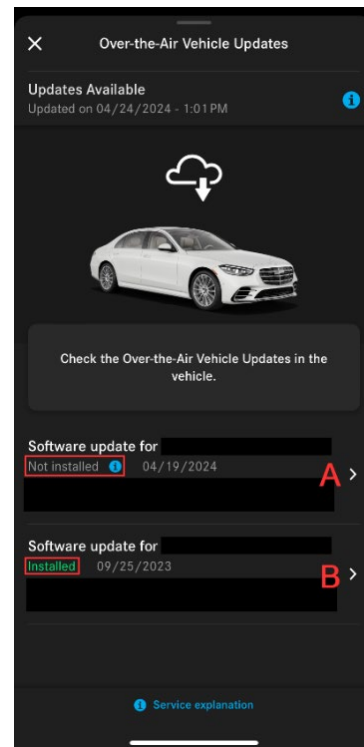 Over-the-Air Vehicle Updates
Updates Available
Updated on 04/24/2024 - 1:01 PM
Check the Over-the-Air Vehicle Updates in the
vehicle.
Software update for
Not installed 04/19/2024
A
Software update for
Installed 09/25/2023
B
Service explanation